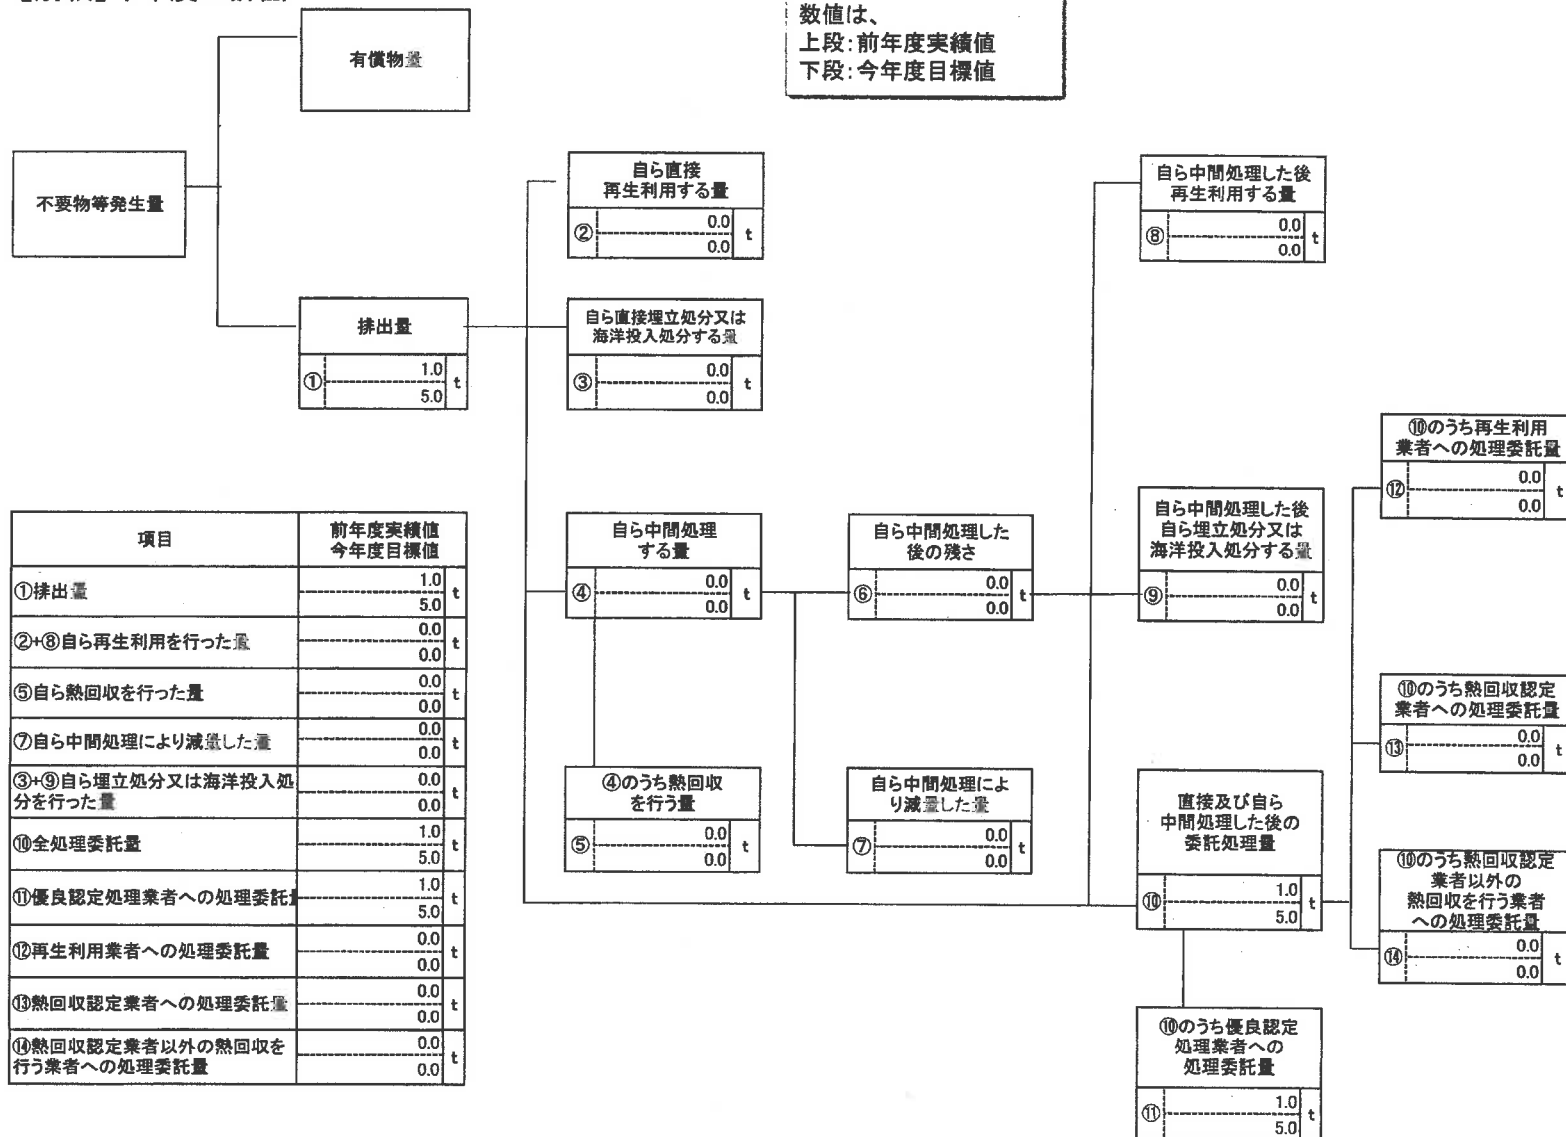 数値は、
上段:前年度実績値
下段:今年度目標値
有償物量
不要物等発生量
排出量
① 1.0 t
5.0
自ら直接
再生利用する量
② 0.0 t
0.0
自ら直接埋立処分又は
海洋投入処分する量
③ 0.0 t
0.0
自ら中間処理
する量
④ 0.0 t
0.0
④のうち熱回収
を行う量
⑤ 0.0 t
0.0
自ら中間処理した
後の残さ
⑥ 0.0 t
0.0
自ら中間処理によ
り減量した量
⑦ 0.0 t
0.0
自ら中間処理した後
再生利用する量
⑧ 0.0 t
0.0
自ら中間処理した後
自ら埋立処分又は
海洋投入処分する量
⑨ 0.0 t
0.0
直接及び自ら
中間処理した後の
委託処理量
⑩ 1.0 t
5.0
⑩のうち優良認定
処理業者への
処理委託量
⑪ 1.0 t
5.0
⑩のうち再生利用
業者への処理委託量
⑫ 0.0 t
0.0
⑩のうち熱回収認定
業者への処理委託量
⑬ 0.0 t
0.0
⑩のうち熱回収認定
業者以外の
熱回収を行う業者
への処理委託量
⑭ 0.0 t
0.0
項目 前年度実績値
今年度目標値
①排出量 1.0 t
5.0
②+⑧自ら再生利用を行った量 0.0 t
0.0
⑤自ら熱回収を行った量 0.0 t
0.0
⑦自ら中間処理により減量した量 0.0 t
0.0
③+⑨自ら埋立処分又は海洋投入処 0.0 t
分を行った量 0.0
⑩全処理委託量 1.0 t
5.0
⑪優良認定処理業者への処理委託 1.0 t
5.0
⑫再生利用業者への処理委託量 0.0 t
0.0
⑬熱回収認定業者への処理委託量 0.0 t
0.0
⑭熱回収認定業者以外の熱回収を 0.0 t
行う業者への処理委託量 0.0